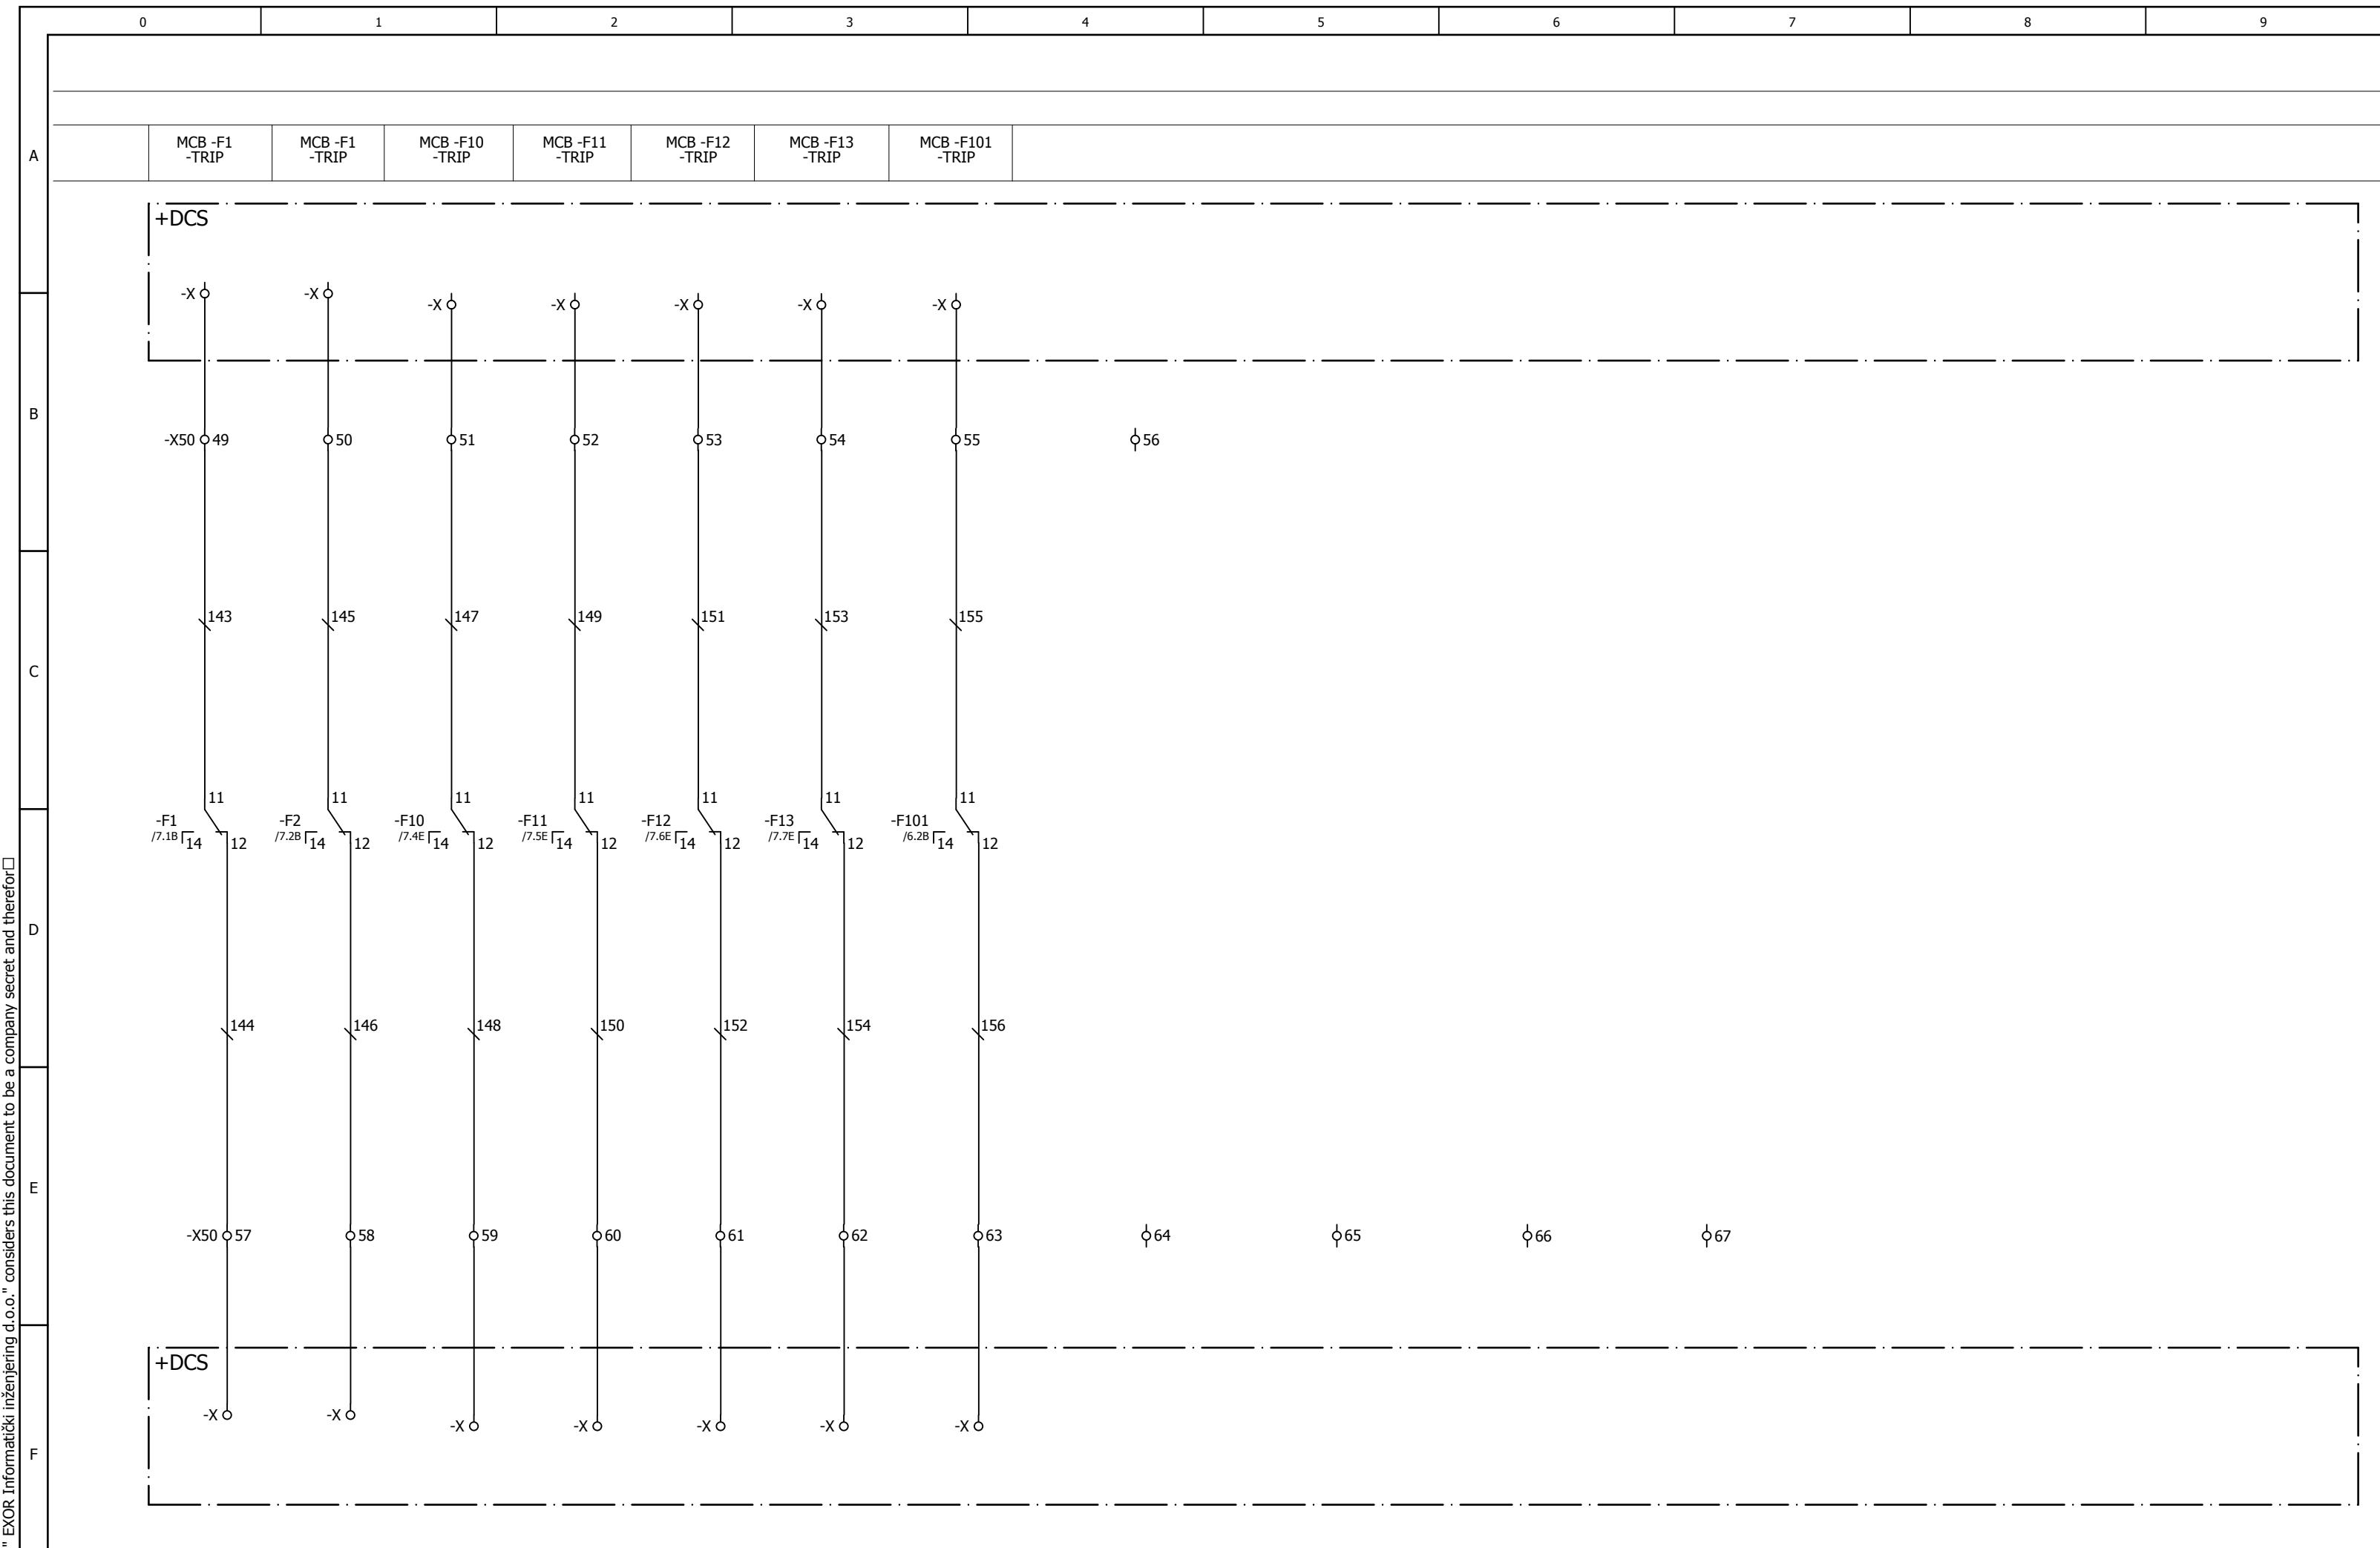 0 1 2 3 4 5 6 7 8 9
A
MCB -F1 MCB -F1 MCB -F10 MCB -F11 MCB -F12 MCB -F13 MCB -F101
-TRIP -TRIP -TRIP -TRIP -TRIP -TRIP -TRIP
+DCS
-X -X -X -X -X -X -X
B
-X50 49 50 51 52 53 54 55 56
143 145 147 149 151 153 155
C
11 11 11 11 11 11 11
-F1 -F2 -F10 -F11 -F12 -F13 -F101
/7.1B /7.2B /7.4E /7.5E /7.6E /7.7E /6.2B
14 12 14 12 14 12 14 12 14 12 14 12 14 12
D
144 146 148 150 152 154 156
E
-X50 57 58 59 60 61 62 63 64 65 66 67
+DCS
-X -X -X -X -X -X -X
F
" EXOR Informatički inženjering d.o.o." considers this document to be a company secret and therefor□